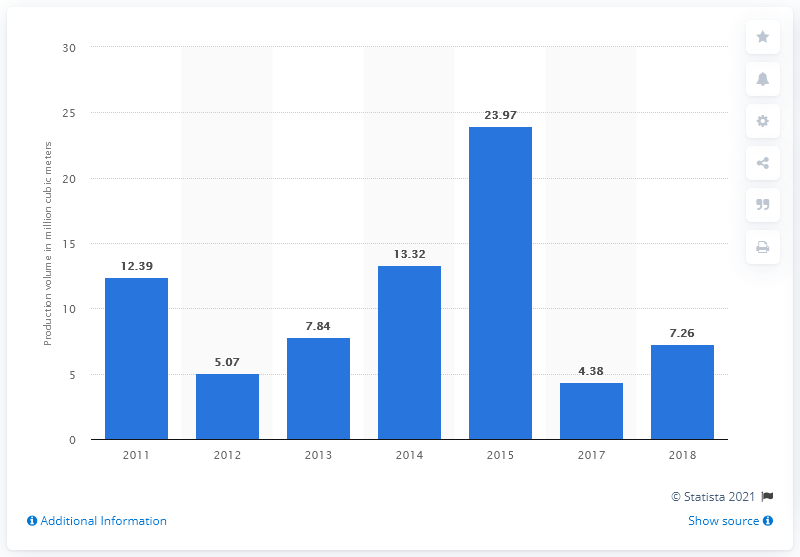 30
25
20
15
10
5
0
Production volume in million cubic meters
12.39
5.07
7.84
13.32
23.97
4.38
7.26
2011 2012 2013 2014 2015 2017 2018
© Statista 2021
Additional Information
Show source